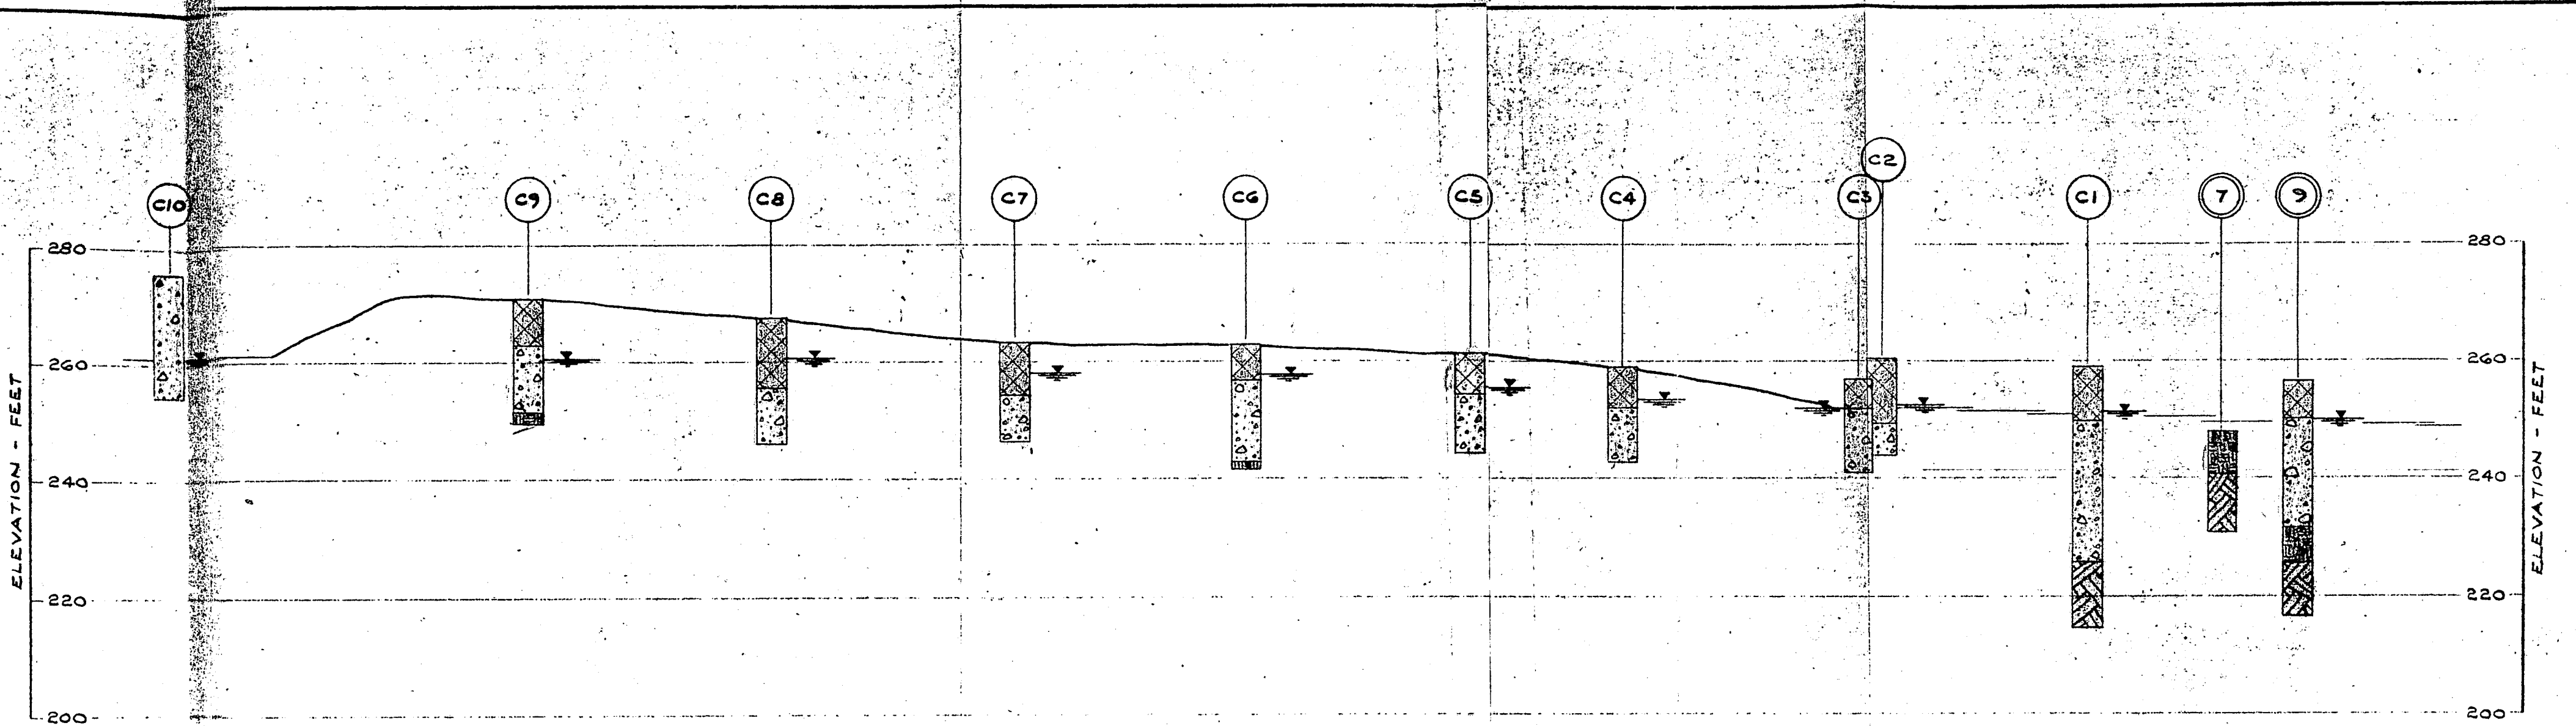 C2
C10
C9
C8
C7
C6
C5
C4
C3
C1
7
9
280
280
260
260
240
240
220
220
200
200
ELEVATION - FEET
ELEVATION - FEET